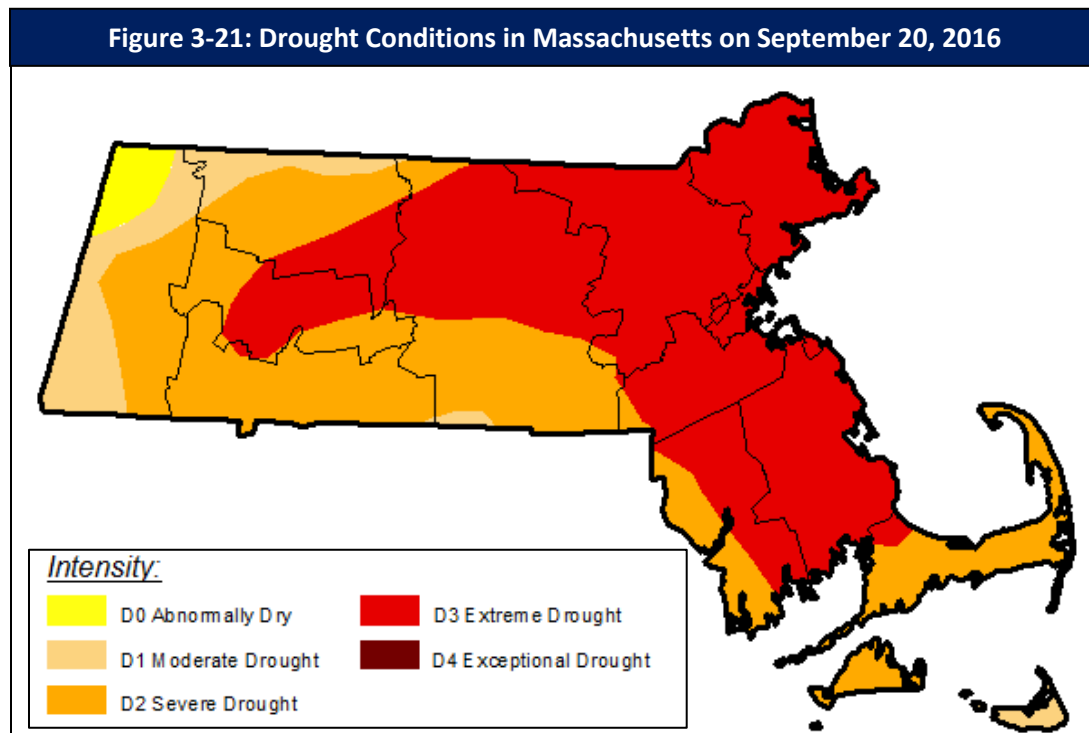 Figure 3-21: Drought Conditions in Massachusetts on September 20, 2016
Intensity:
D0 Abnormally Dry
D1 Moderate Drought
D2 Severe Drought
D3 Extreme Drought
D4 Exceptional Drought